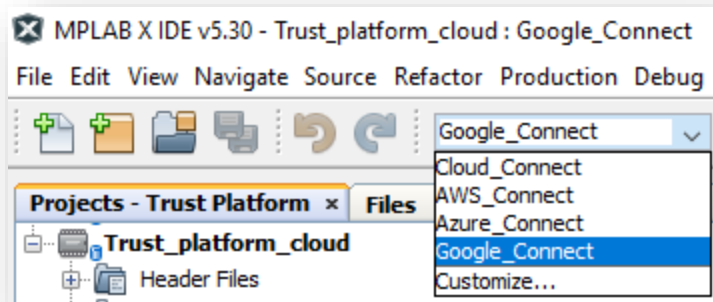 MPLAB X IDE v5.30 - Trust_platform_cloud : Google_Connect
File Edit View Navigate Source Refactor Production Debug
Google_Connect
Cloud_Connect
AWS_Connect
Azure_Connect
Google_Connect
Customize...
Projects - Trust Platform × Files
Trust_platform_cloud
Header Files